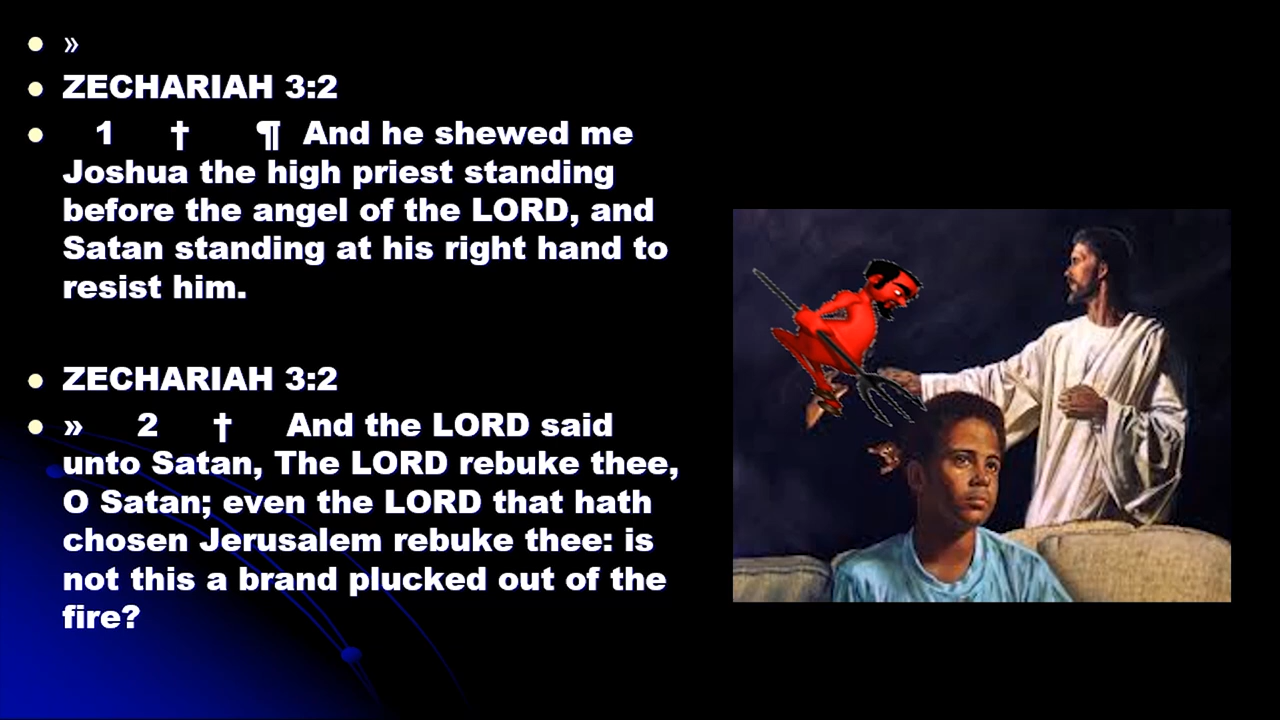 »
ZECHARIAH 3:2
1 † ¶ And he shewed me
Joshua the high priest standing
before the angel of the LORD, and
Satan standing at his right hand to
resist him.
ZECHARIAH 3:2
» 2 † And the LORD said
unto Satan, The LORD rebuke thee,
O Satan; even the LORD that hath
chosen Jerusalem rebuke thee: is
not this a brand plucked out of the
fire?